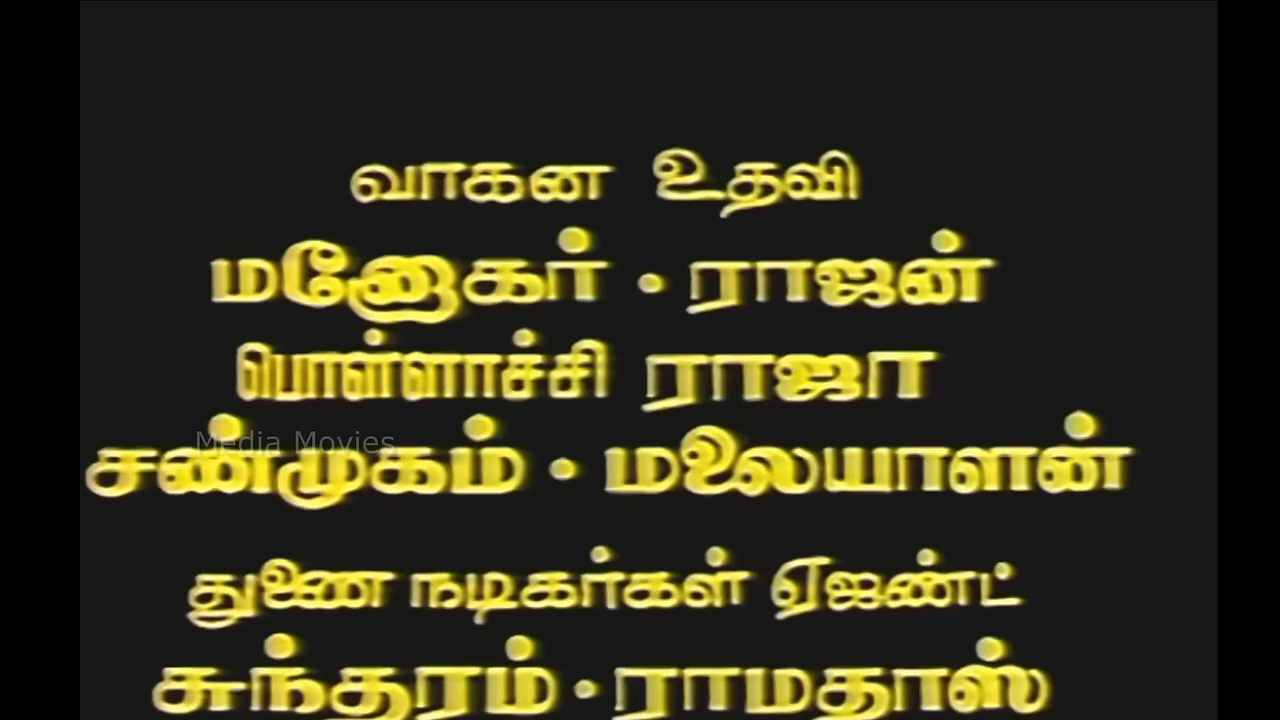 வாகன உதவி
மனோகர் • ராஜன்
பொள்ளாச்சி ராஜா
Media Movies
சண்முகம் • மலையாளன்
துணை நடிகர்கள் ஏஜண்ட்
சுந்தரம் • ராமதாஸ்